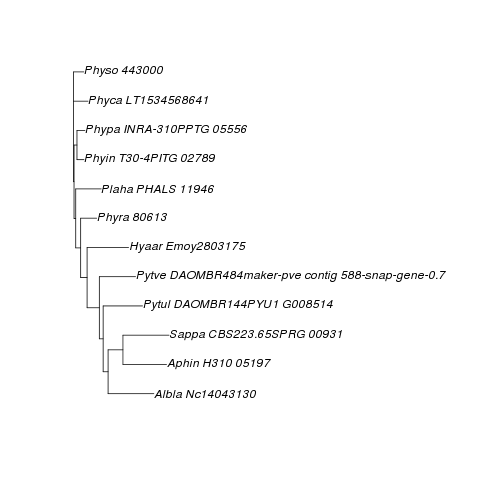 Physo 443000
Phyca LT1534568641
Phypa INRA-310PPTG 05556
Phyin T30-4PITG 02789
Plaha PHALS 11946
Phyra 80613
Hyaar Emoy2803175
Pytve DAOMBR484maker-pve contig 588-snap-gene-0.7
Pytul DAOMBR144PYU1 G008514
Sappa CBS223.65SPRG 00931
Aphin H310 05197
Albla Nc14043130